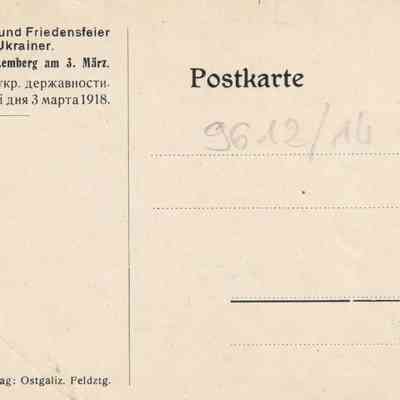 und Friedensfeier
Ukrainer.
Lemberg am 3. März.
укр. державности.
і дня 3 марта 1918.
Postkarte
9612/14
ag: Ostgaliz. Feldztg.